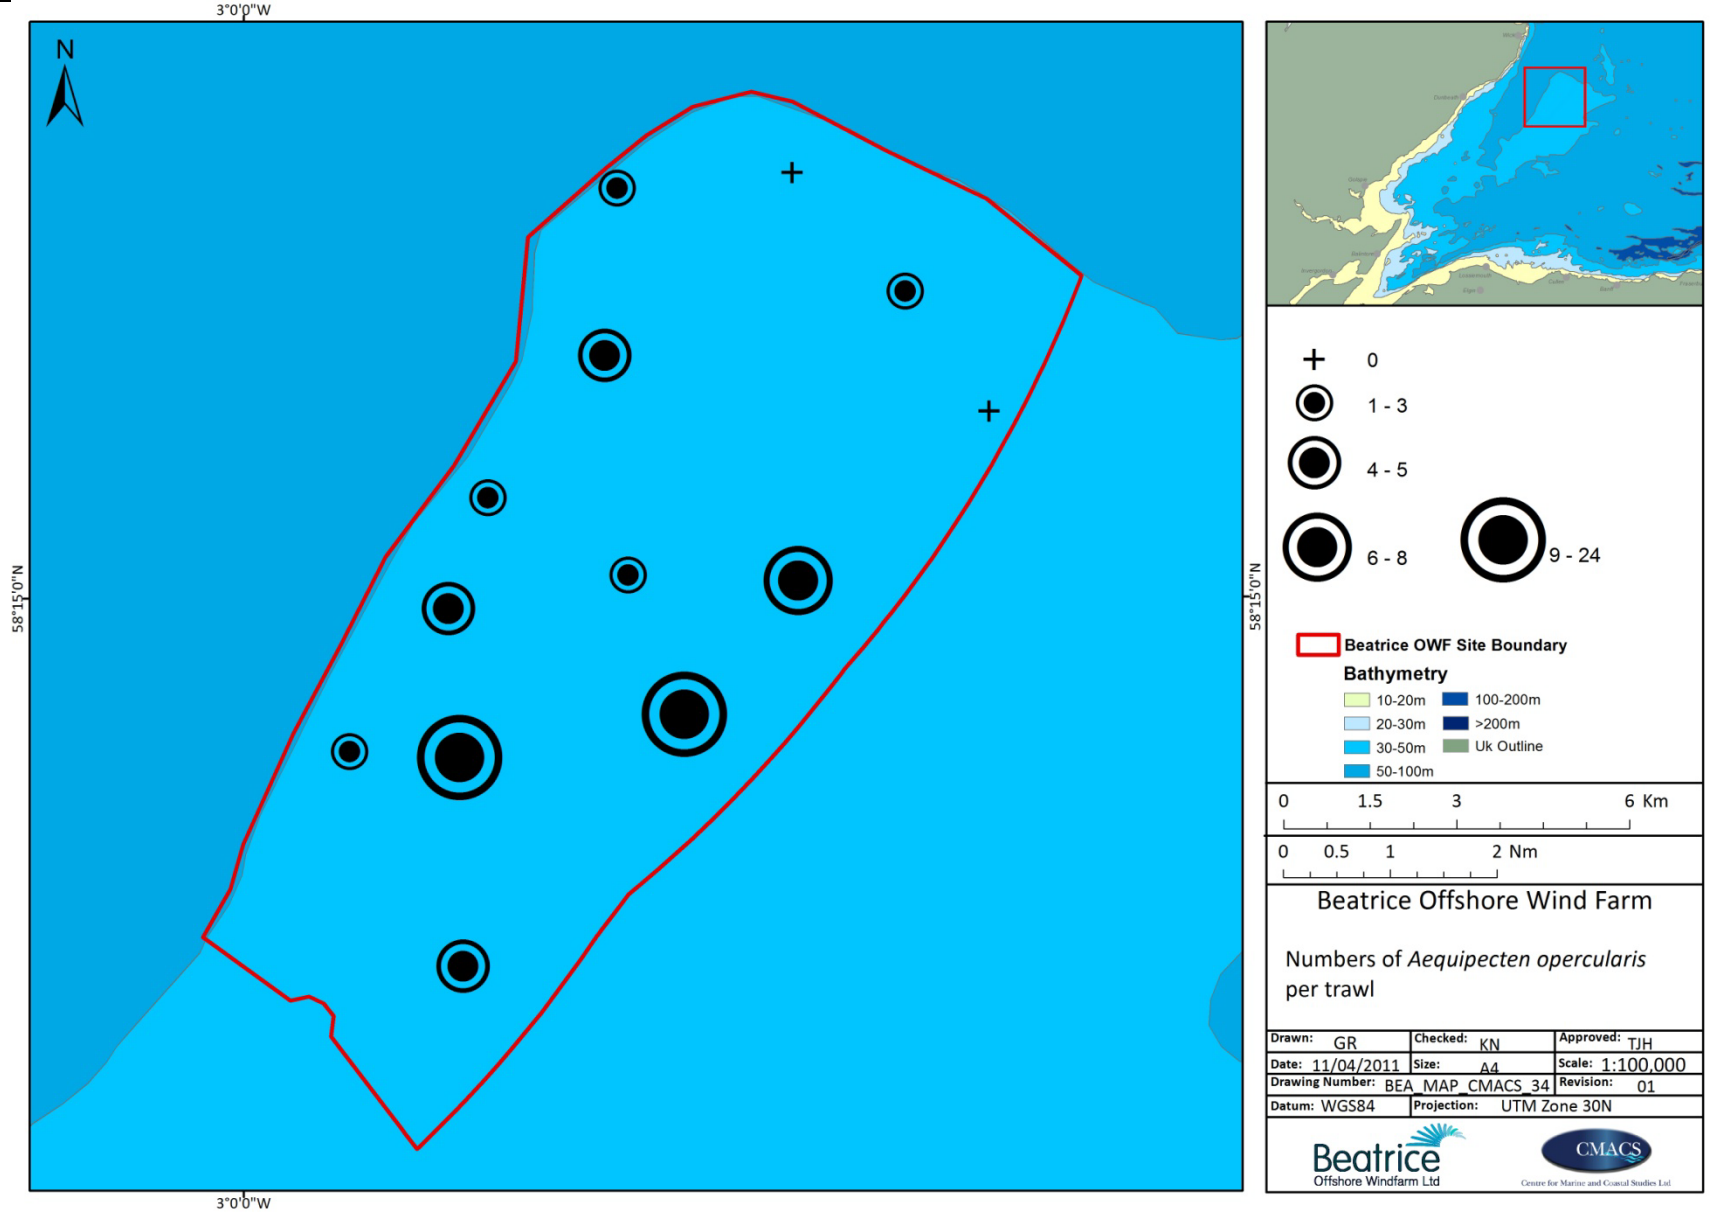 3°0'0"W
N
58°15'0"N
58°15'0"N
3°0'0"W
0
1 - 3
4 - 5
6 - 8
9 - 24
Beatrice OWF Site Boundary
Bathymetry
10-20m
100-200m
20-30m
>200m
30-50m
Uk Outline
50-100m
0 1.5 3 6 Km
0 0.5 1 2 Nm
Beatrice Offshore Wind Farm
Numbers of Aequipecten opercularis
per trawl
Drawn: GR Checked: KN Approved: TJH
Date: 11/04/2011 Size: A4 Scale: 1:100,000
Drawing Number: BEA_MAP_CMACS_34 Revision: 01
Datum: WGS84 Projection: UTM Zone 30N
Beatrice
Offshore Windfarm Ltd
CMACS
Centre for Marine and Coastal Studies Ltd